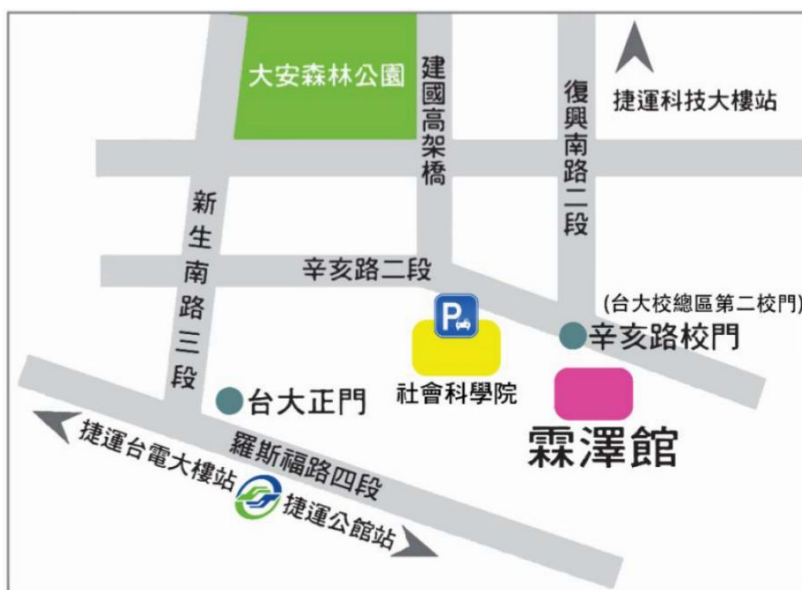 大安森林公園
建國高架橋
復興南路二段
捷運科技大樓站
新生南路三段
辛亥路二段
(台大校總區第二校門)
辛亥路校門
P
社會科學院
霖澤館
台大正門
羅斯福路四段
捷運台電大樓站
捷運公館站